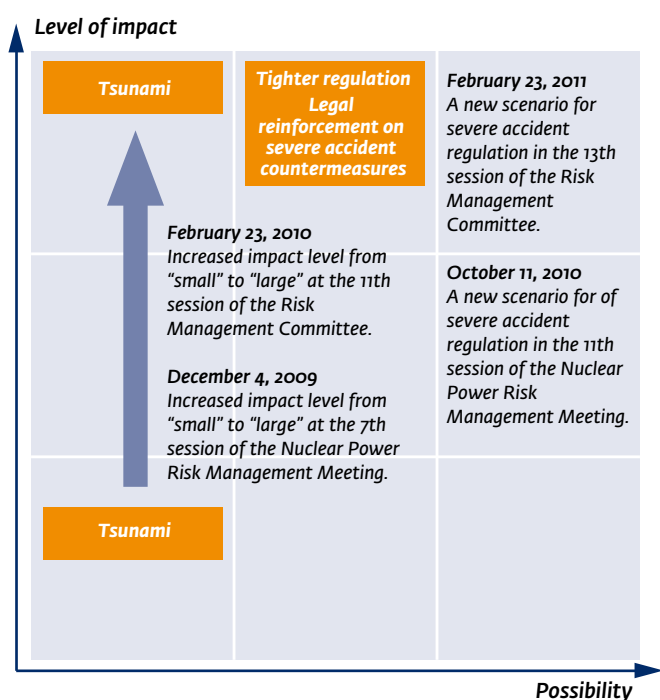 Level of impact
Tsunami
Tighter regulation
Legal
reinforcement on
severe accident
countermeasures
February 23, 2011
A new scenario for
severe accident
regulation in the 13th
session of the Risk
Management
Committee.
February 23, 2010
Increased impact level from
“small” to “large” at the 11th
session of the Risk
Management Committee.
October 11, 2010
A new scenario for of
severe accident
regulation in the 11th
session of the Nuclear
Power Risk
Management Meeting.
December 4, 2009
Increased impact level from
“small” to “large” at the 7th
session of the Nuclear Power
Risk Management Meeting.
Tsunami
Possibility